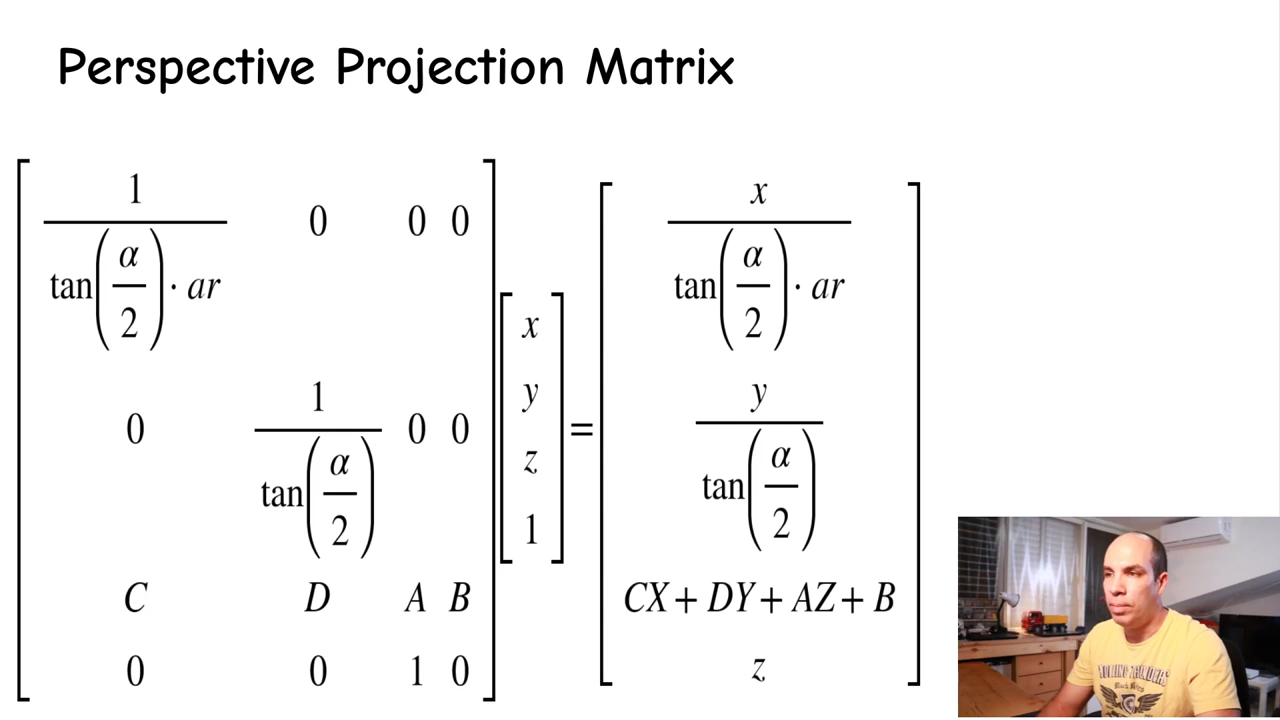 Perspective Projection Matrix
1 / tan(α/2) · ar 0 0 0
0 1 / tan(α/2) 0 0
C D A B
0 0 1 0
x
y
z
1
=
x / tan(α/2) · ar
y / tan(α/2)
CX + DY + AZ + B
z